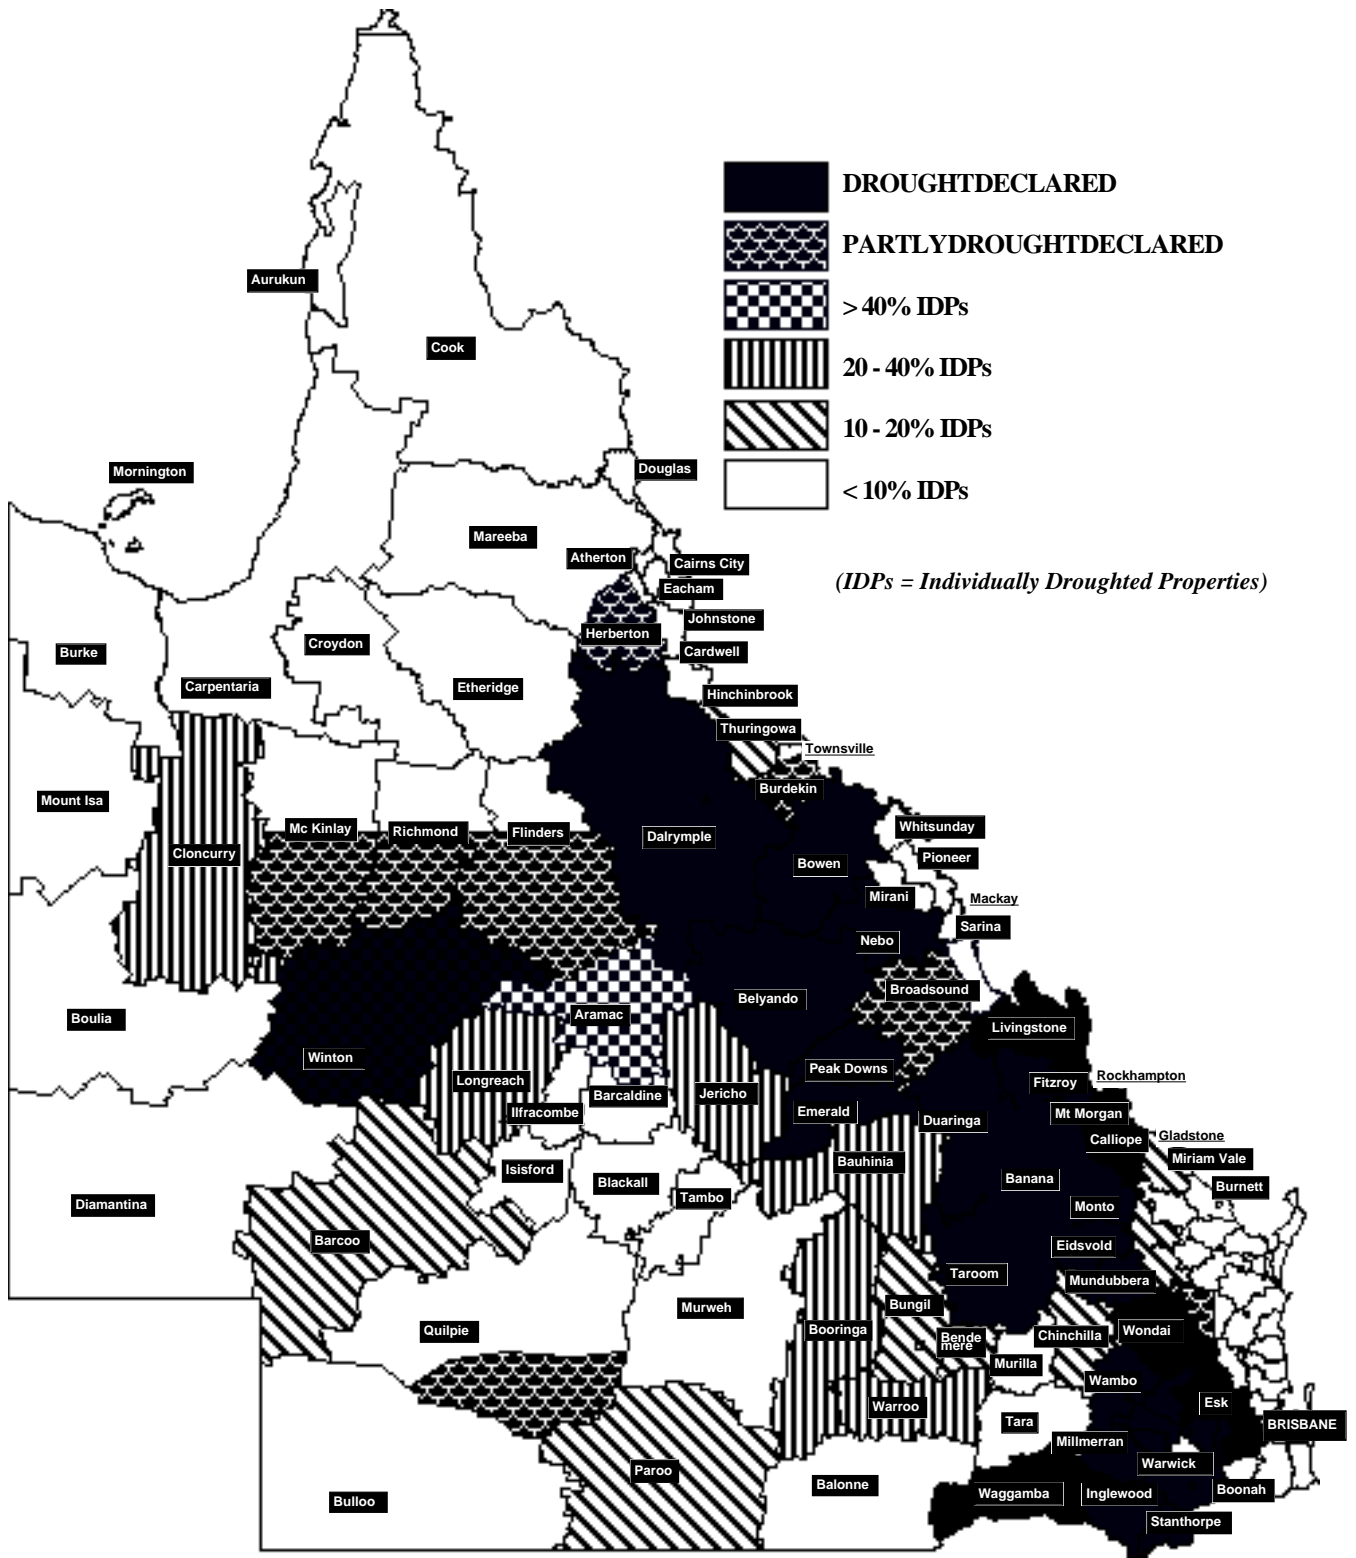 DROUGHTDECLARED
PARTLYDROUGHTDECLARED
> 40% IDPs
20 - 40% IDPs
10 - 20% IDPs
< 10% IDPs
(IDPs = Individually Droughted Properties)
Aurukun
Cook
Mornington
Douglas
Mareeba
Atherton
Cairns City
Eacham
Johnstone
Herberton
Cardwell
Burke
Croydon
Carpentaria
Etheridge
Hinchinbrook
Thuringowa
Townsville
Mount Isa
Burdekin
Mc Kinlay
Richmond
Flinders
Dalrymple
Whitsunday
Cloncurry
Bowen
Pioneer
Mirani
Mackay
Sarina
Nebo
Broadsound
Belyando
Boulia
Aramac
Livingstone
Winton
Longreach
Peak Downs
Fitzroy
Rockhampton
Jericho
Barcaldine
Ilfracombe
Emerald
Duaringa
Mt Morgan
Calliope
Gladstone
Miriam Vale
Isisford
Bauhinia
Blackall
Tambo
Banana
Burnett
Diamantina
Monto
Barcoo
Eidsvold
Taroom
Mundubbera
Murweh
Bungil
Quilpie
Booringa
Bende
mere
Chinchilla
Wondai
Murilla
Wambo
Warroo
Esk
Tara
BRISBANE
Millmerran
Warwick
Paroo
Balonne
Waggamba
Inglewood
Boonah
Bulloo
Stanthorpe